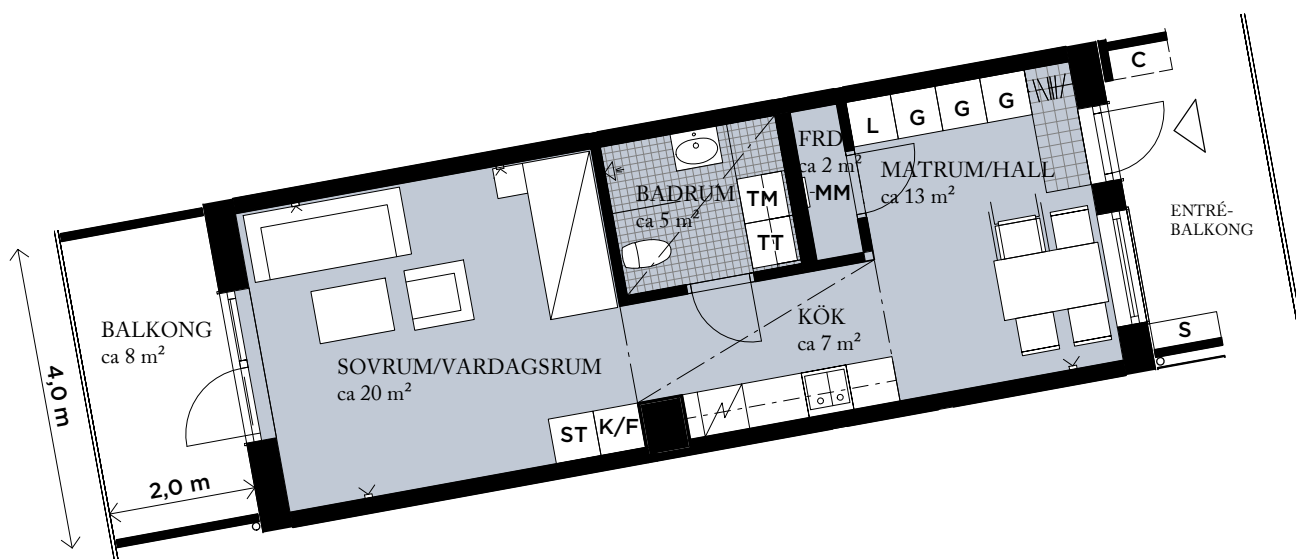 BALKONG
ca 8 m²
4,0 m
2,0 m
SOVRUM/VARDAGSRUM
ca 20 m²
ST
K/F
BADRUM
ca 5 m²
TM
TT
FRD
ca 2 m²
MM
L
G
G
G
MATRUM/HALL
ca 13 m²
KÖK
ca 7 m²
C
ENTRÉ-
BALKONG
S